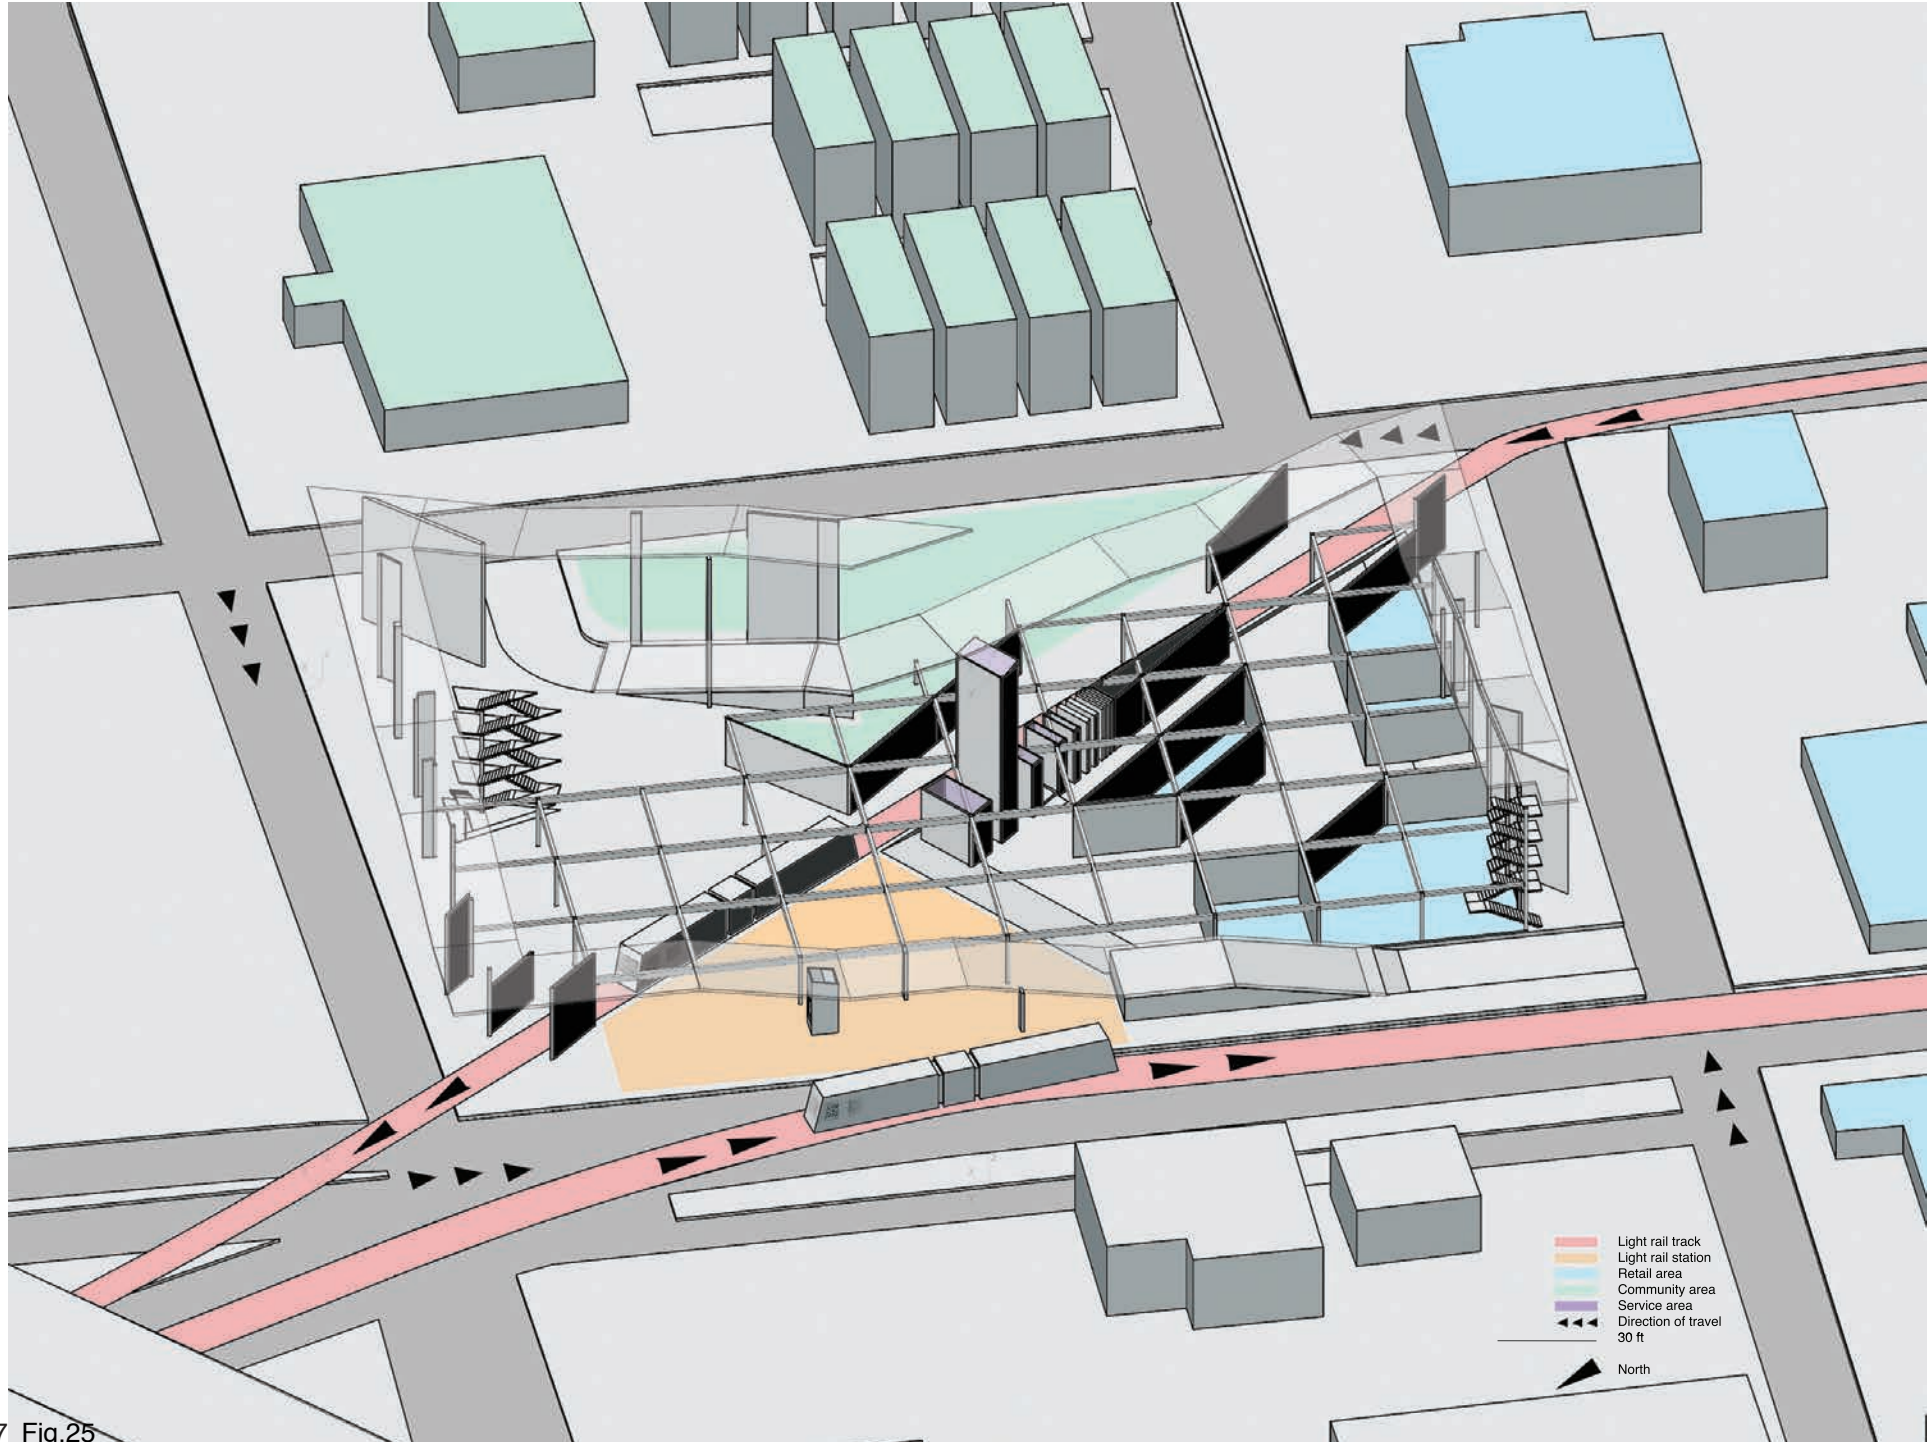 Light rail track
Light rail station
Retail area
Community area
Service area
Direction of travel
30 ft
North
7 Fig.25